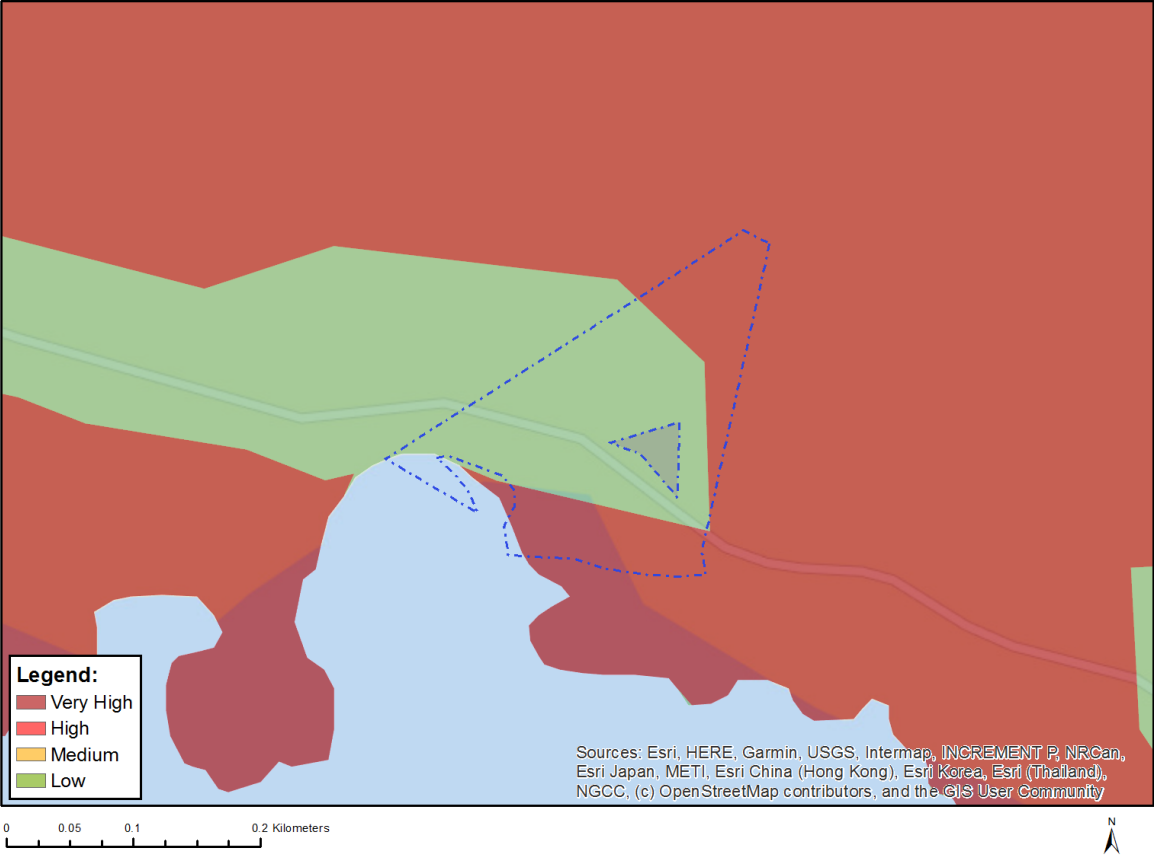 Legend:
Very High
High
Medium
Low
Sources: Esri, HERE, Garmin, USGS, Intermap, INCREMENT P, NRCan,
Esri Japan, METI, Esri China (Hong Kong), Esri Korea, Esri (Thailand),
NGCC, (c) OpenStreetMap contributors, and the GIS User Community
0 0.05 0.1 0.2 Kilometers
N